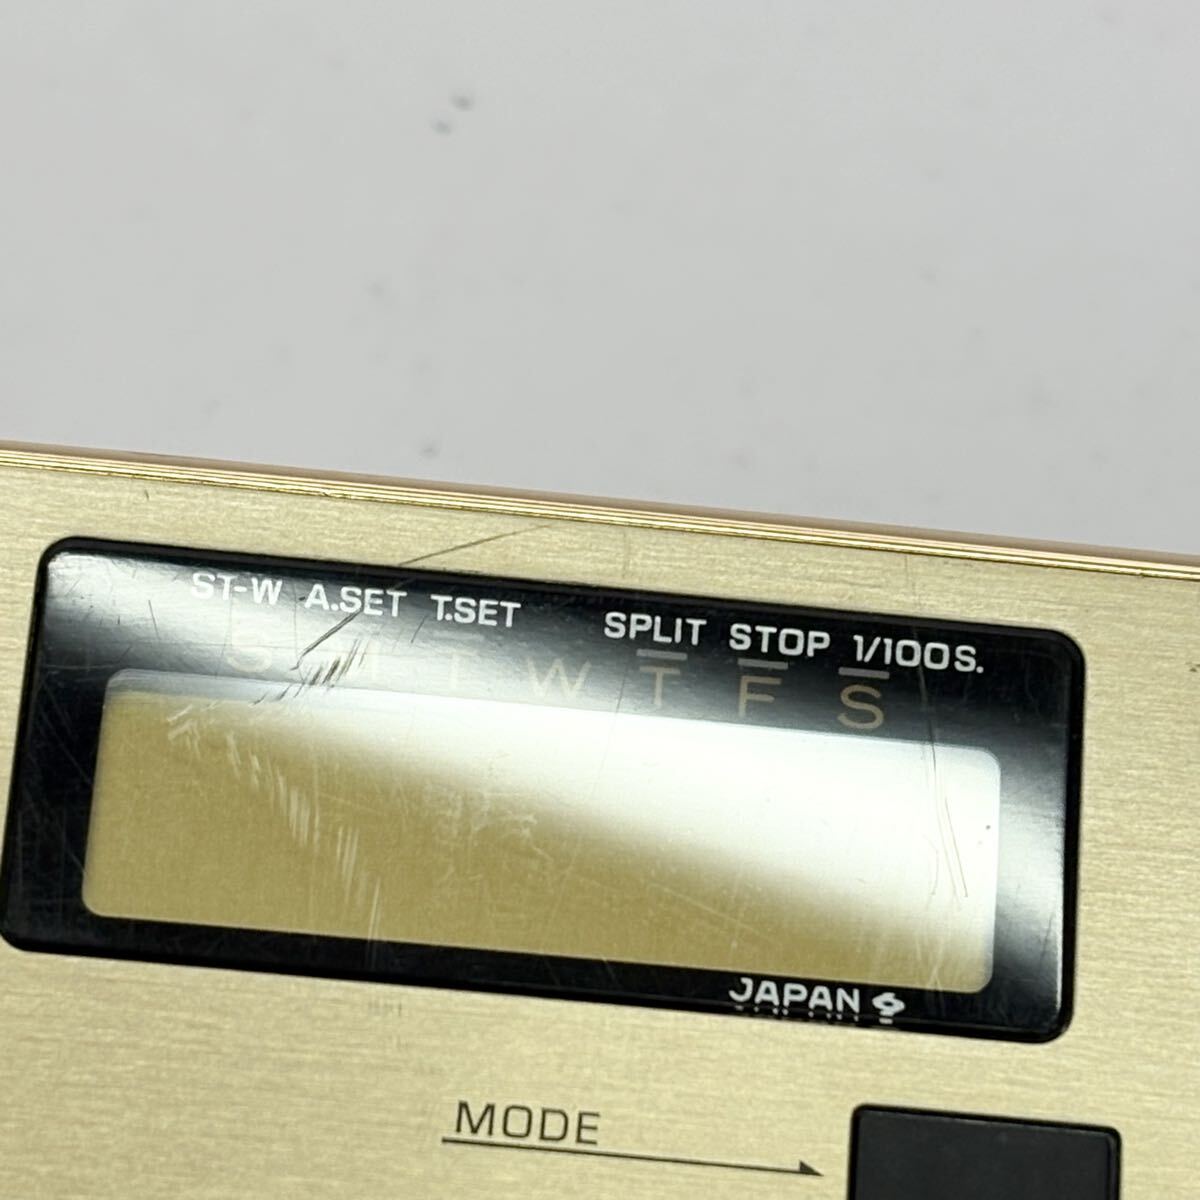 ST-W A.SET T.SET SPLIT STOP 1/100S.
S M T W T F S
JAPAN
MODE